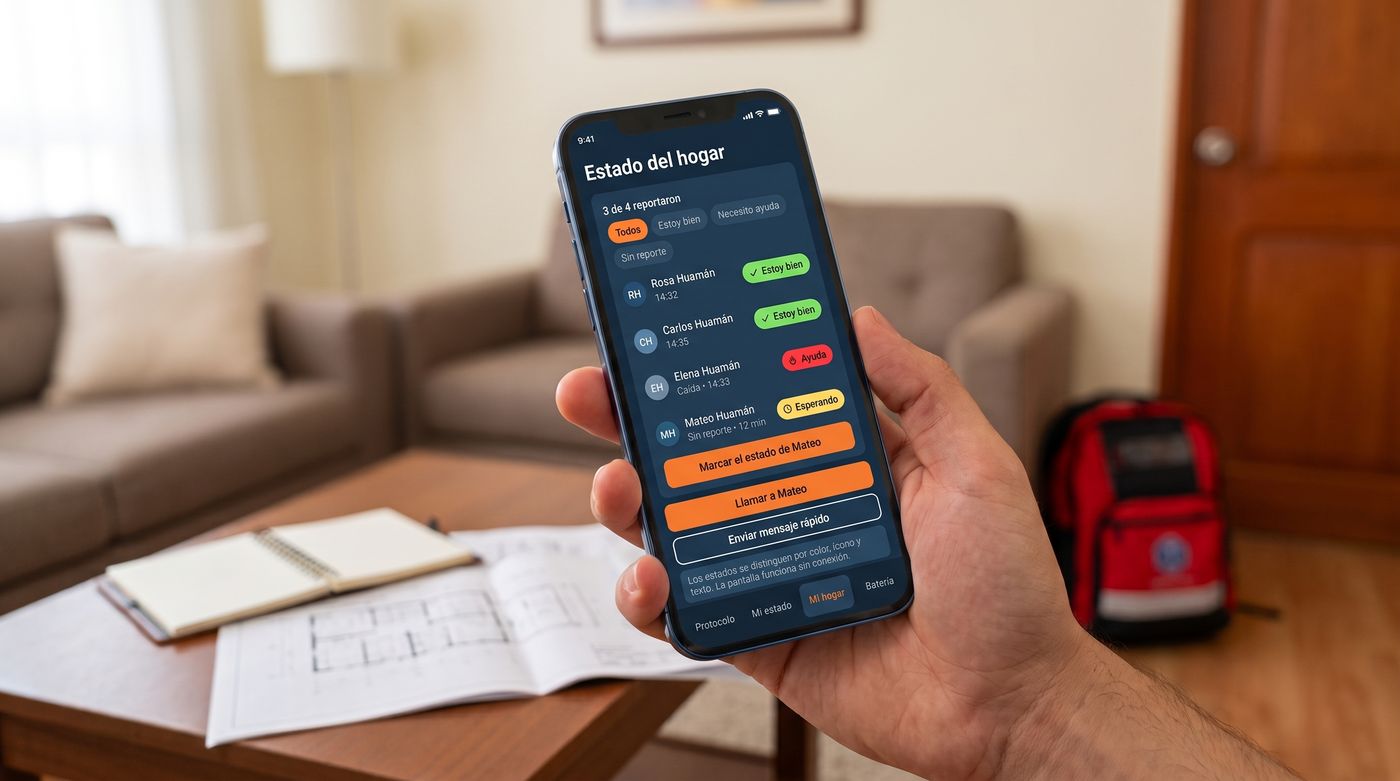 9:41
Estado del hogar
3 de 4 reportaron
Todos
Estoy bien
Necesito ayuda
Sin reporte
RH
Rosa Huamán
14:32
Estoy bien
CH
Carlos Huamán
14:35
Estoy bien
EH
Elena Huamán
Caída • 14:33
Ayuda
MH
Mateo Huamán
Sin reporte • 12 min
Esperando
Marcar el estado de Mateo
Llamar a Mateo
Enviar mensaje rápido
Los estados se distinguen por color, ícono y
texto. La pantalla funciona sin conexión.
Protocolo
Mi estado
Mi hogar
Batería